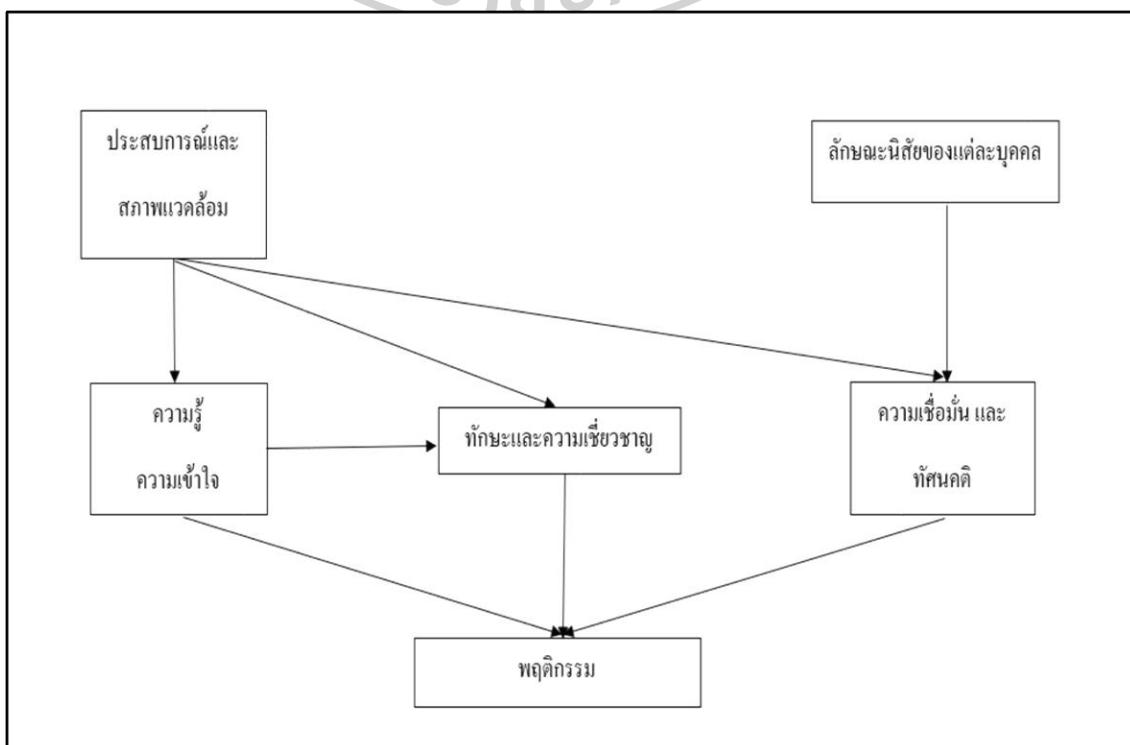 ประสบการณ์และ
สภาพแวดล้อม
ลักษณะนิสัยของแต่ละบุคคล
ความรู้
ความเข้าใจ
ทักษะและความเชี่ยวชาญ
ความเชื่อมั่น และ
ทัศนคติ
พฤติกรรม